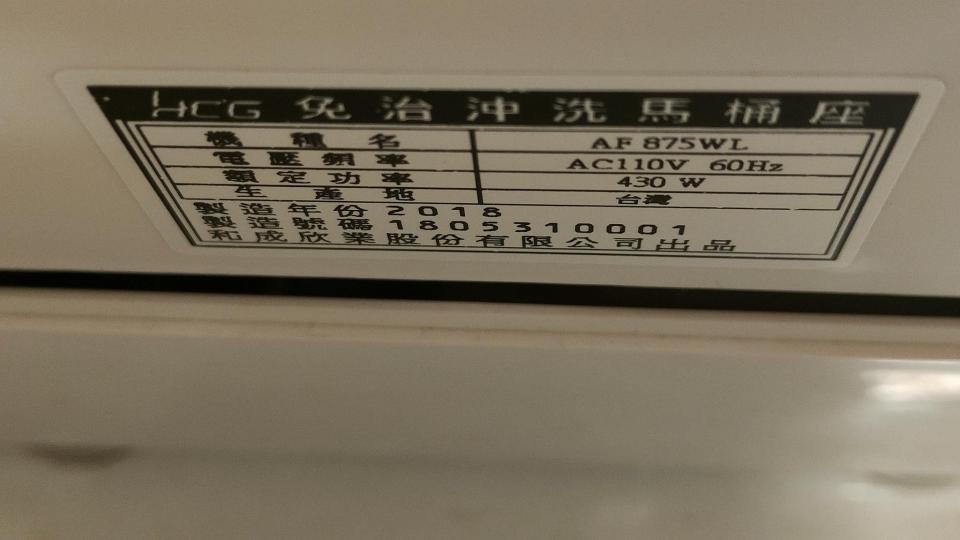 HCG 免治沖洗馬桶座
機種名 AF 875WL
電壓頻率 AC110V 60Hz
額定功率 430 W
生產地 台灣
製造年份 2018
製造號碼 1805310001
和成欣業股份有限公司出品